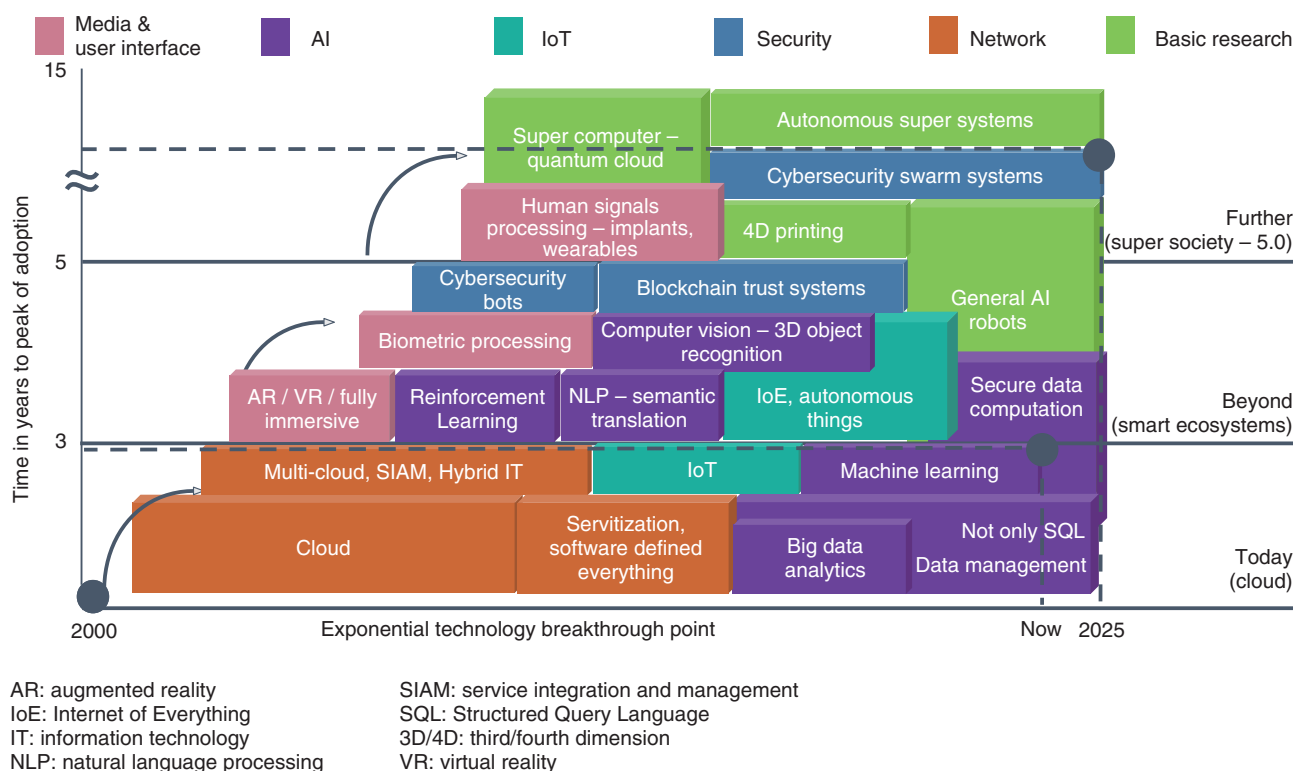 Media &
user interface
AI
IoT
Security
Network
Basic research
15
5
3
Time in years to peak of adoption
Super computer –
quantum cloud
Autonomous super systems
Cybersecurity swarm systems
Human signals
processing – implants,
wearables
4D printing
Further
(super society – 5.0)
Cybersecurity
bots
Blockchain trust systems
General AI
robots
Biometric processing
Computer vision – 3D object
recognition
AR / VR / fully
immersive
Reinforcement
Learning
NLP – semantic
translation
IoE, autonomous
things
Secure data
computation
Beyond
(smart ecosystems)
Multi-cloud, SIAM, Hybrid IT
IoT
Machine learning
Cloud
Servitization,
software defined
everything
Big data
analytics
Not only SQL
Data management
Today
(cloud)
2000
Exponential technology breakthrough point
Now
2025
AR: augmented reality
IoE: Internet of Everything
IT: information technology
NLP: natural language processing
SIAM: service integration and management
SQL: Structured Query Language
3D/4D: third/fourth dimension
VR: virtual reality